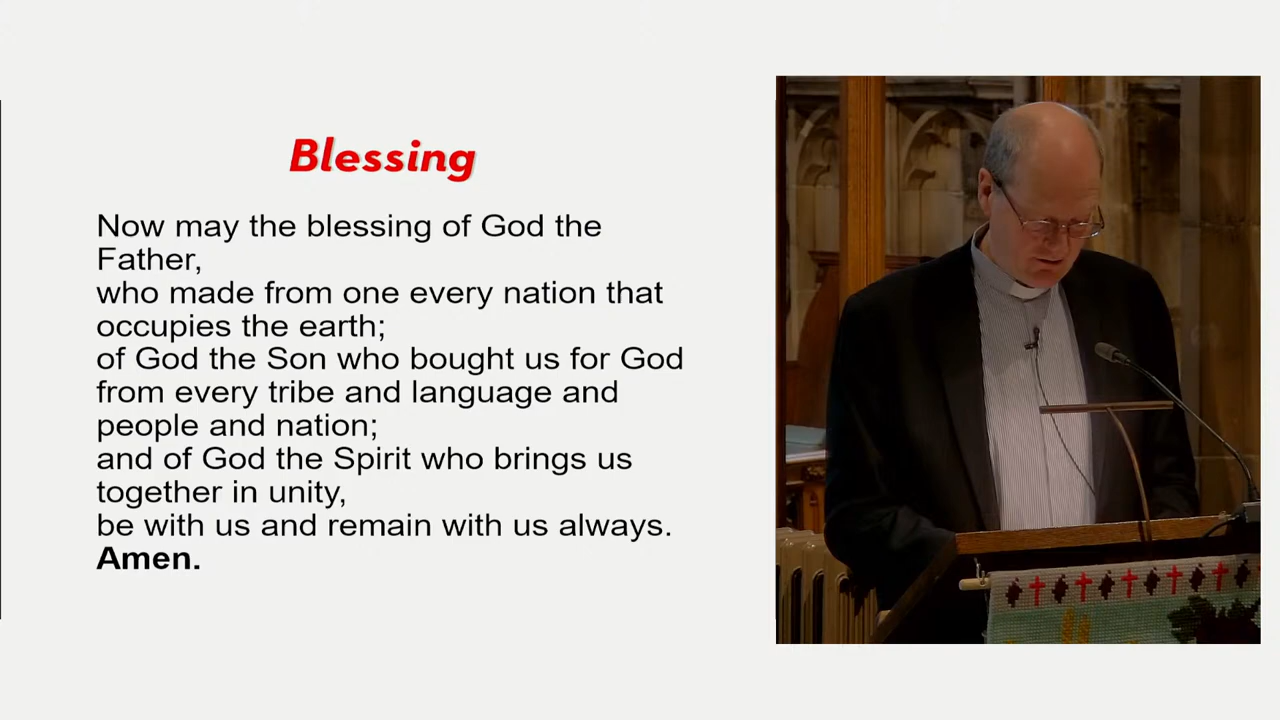 Blessing
Now may the blessing of God the
Father,
who made from one every nation that
occupies the earth;
of God the Son who bought us for God
from every tribe and language and
people and nation;
and of God the Spirit who brings us
together in unity,
be with us and remain with us always.
Amen.